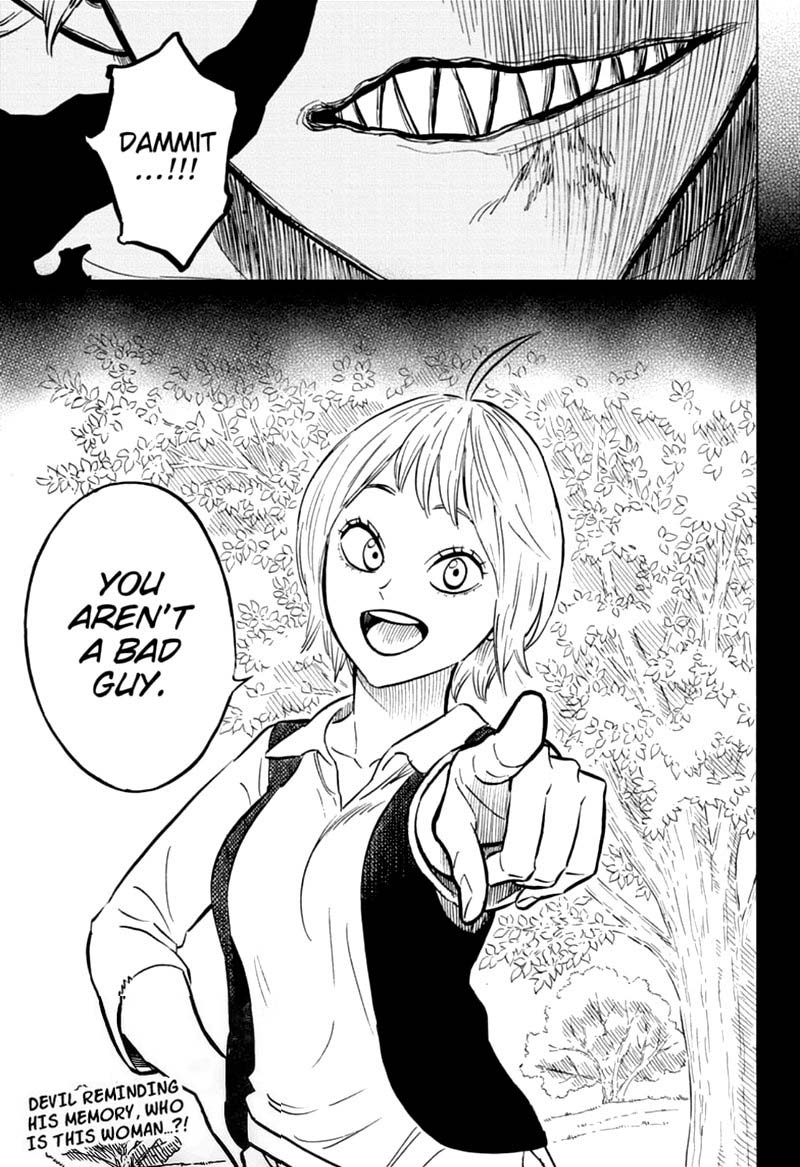 DAMMIT
...!!!
YOU
AREN'T
A BAD
GUY.
DEVIL REMINDING
HIS MEMORY, WHO
IS THIS WOMAN...?!